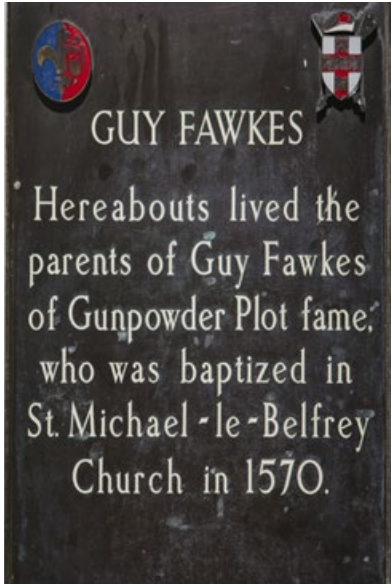 GUY FAWKES
Hereabouts lived the
parents of Guy Fawkes
of Gunpowder Plot fame,
who was baptized in
St. Michael-le-Belfrey
Church in 1570.